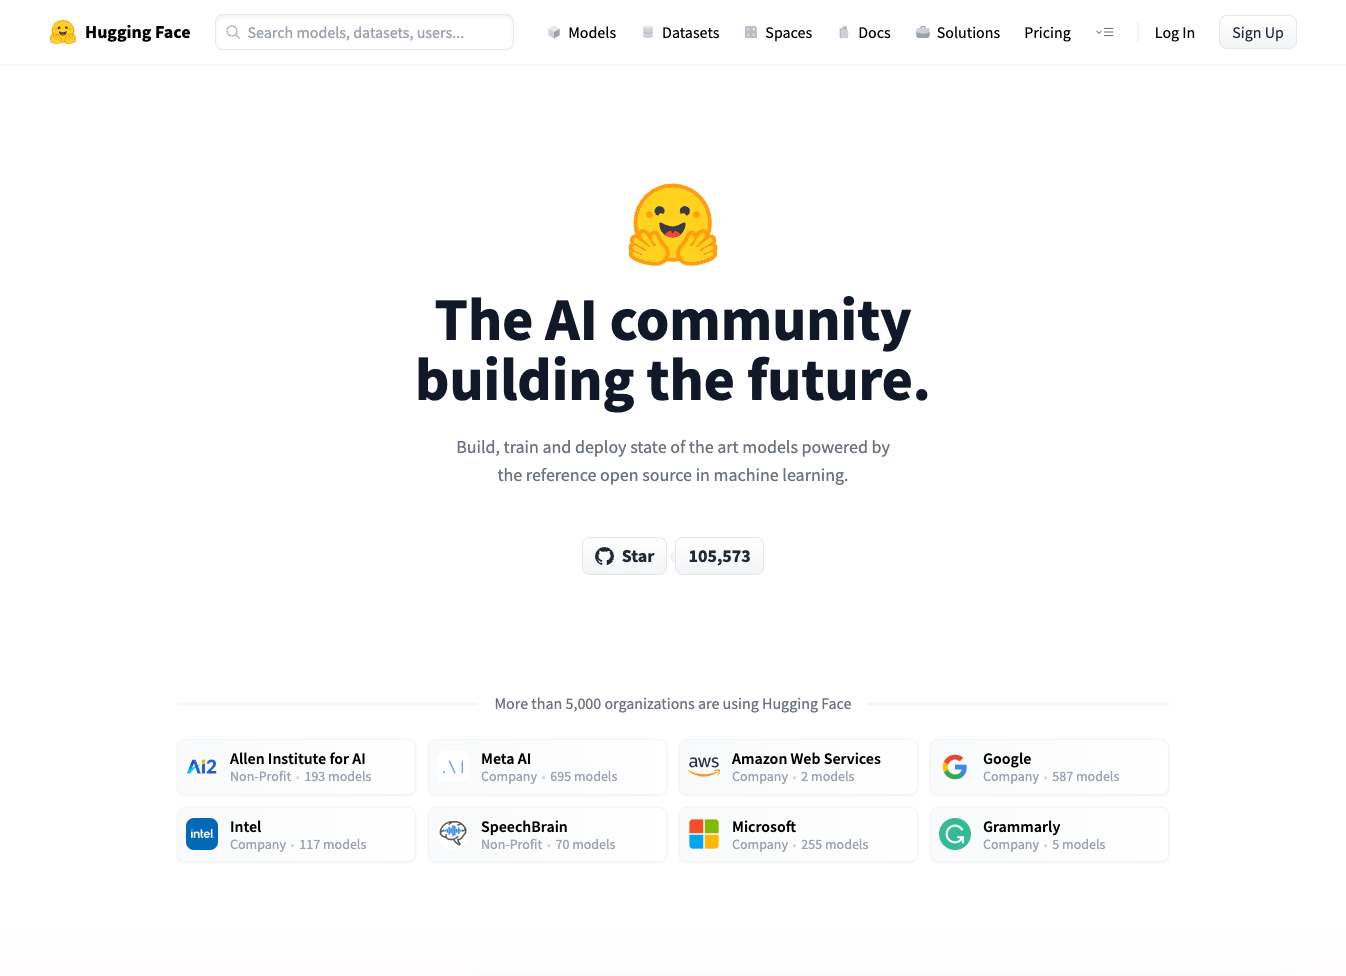 Hugging Face
Search models, datasets, users...
Models
Datasets
Spaces
Docs
Solutions
Pricing
Log In
Sign Up
The AI community
building the future.
Build, train and deploy state of the art models powered by
the reference open source in machine learning.
Star
105,573
More than 5,000 organizations are using Hugging Face
Ai2
Allen Institute for AI
Non-Profit • 193 models
.\I
Meta AI
Company • 695 models
aws
Amazon Web Services
Company • 2 models
G
Google
Company • 587 models
intel
Intel
Company • 117 models
SpeechBrain
Non-Profit • 70 models
Microsoft
Company • 255 models
G
Grammarly
Company • 5 models